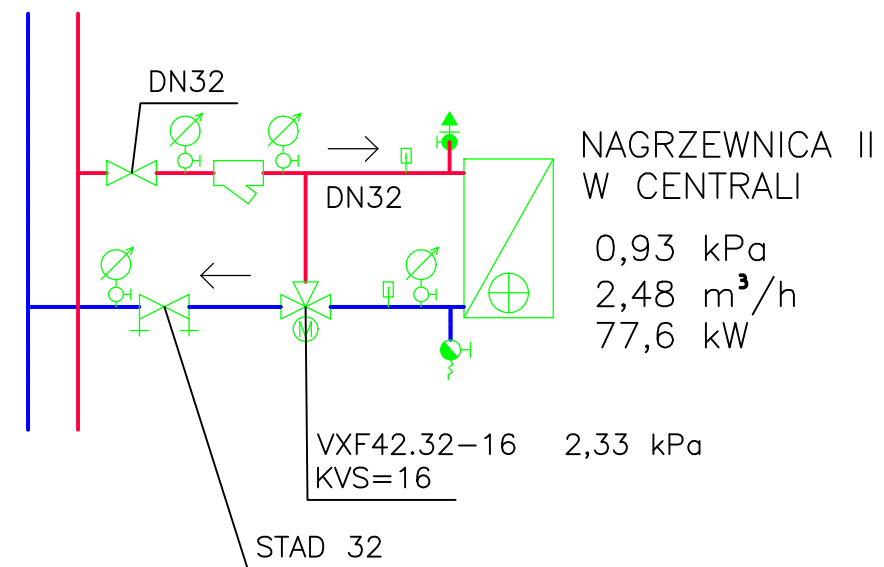 DN32
DN32
NAGRZEWNICA II
W CENTRALI
0,93 kPa
2,48 m³/h
77,6 kW
M
VXF42.32-16 2,33 kPa
KVS=16
STAD 32